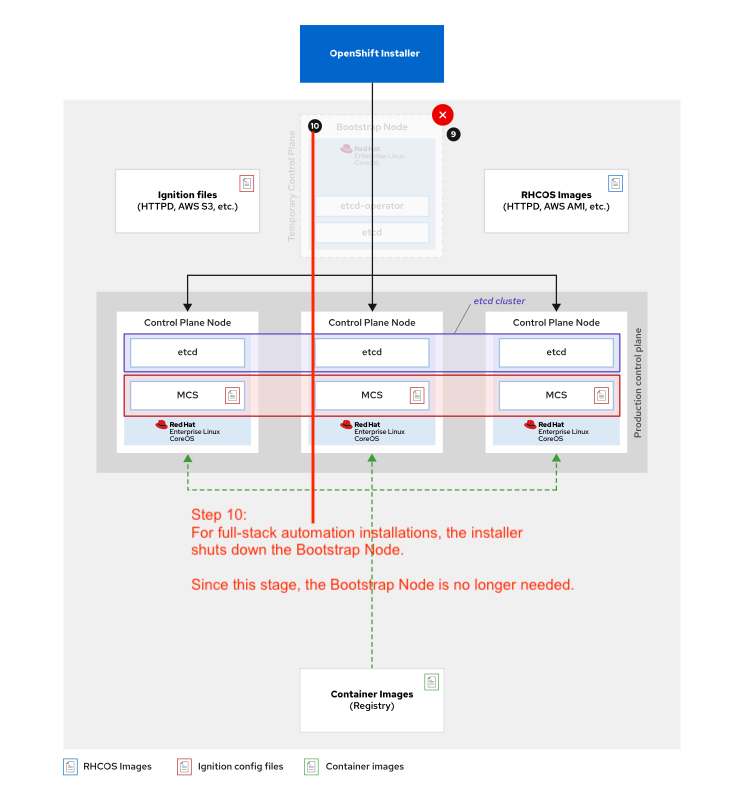 OpenShift Installer
10
Bootstrap Node
9
Temporary Control Plane
Red Hat
Enterprise Linux
CoreOS
etcd-operator
etcd
Ignition files
(HTTPD, AWS S3, etc.)
RHCOS Images
(HTTPD, AWS AMI, etc.)
etcd cluster
Control Plane Node
Control Plane Node
Control Plane Node
etcd
etcd
etcd
MCS
MCS
MCS
Red Hat
Enterprise Linux
CoreOS
Red Hat
Enterprise Linux
CoreOS
Red Hat
Enterprise Linux
CoreOS
Production control plane
Step 10:
For full-stack automation installations, the installer
shuts down the Bootstrap Node.
Since this stage, the Bootstrap Node is no longer needed.
Container Images
(Registry)
RHCOS Images
Ignition config files
Container images